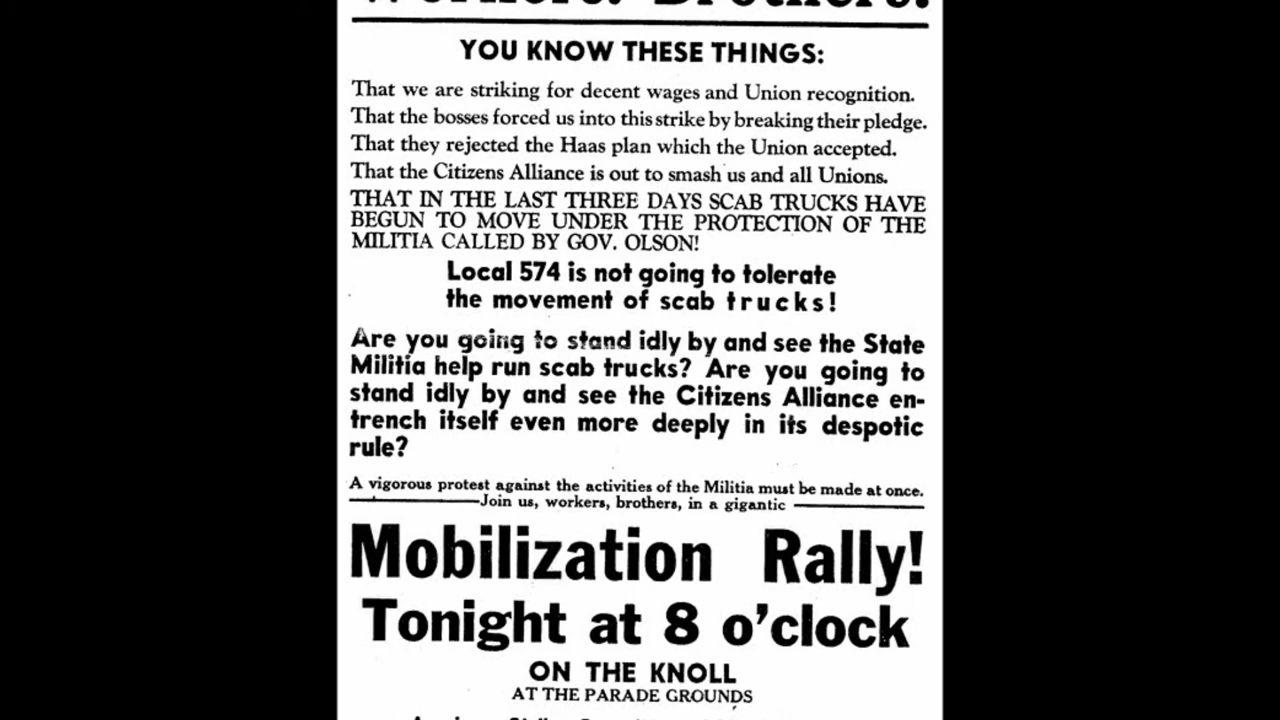 Workers! Brothers!
YOU KNOW THESE THINGS:
That we are striking for decent wages and Union recognition.
That the bosses forced us into this strike by breaking their pledge.
That they rejected the Haas plan which the Union accepted.
That the Citizens Alliance is out to smash us and all Unions.
THAT IN THE LAST THREE DAYS SCAB TRUCKS HAVE
BEGUN TO MOVE UNDER THE PROTECTION OF THE
MILITIA CALLED BY GOV. OLSON!
Local 574 is not going to tolerate
the movement of scab trucks!
Are you going to stand idly by and see the State
Militia help run scab trucks? Are you going to
stand idly by and see the Citizens Alliance en-
trench itself even more deeply in its despotic
rule?
A vigorous protest against the activities of the Militia must be made at once.
Join us, workers, brothers, in a gigantic
Mobilization Rally!
Tonight at 8 o'clock
ON THE KNOLL
AT THE PARADE GROUNDS